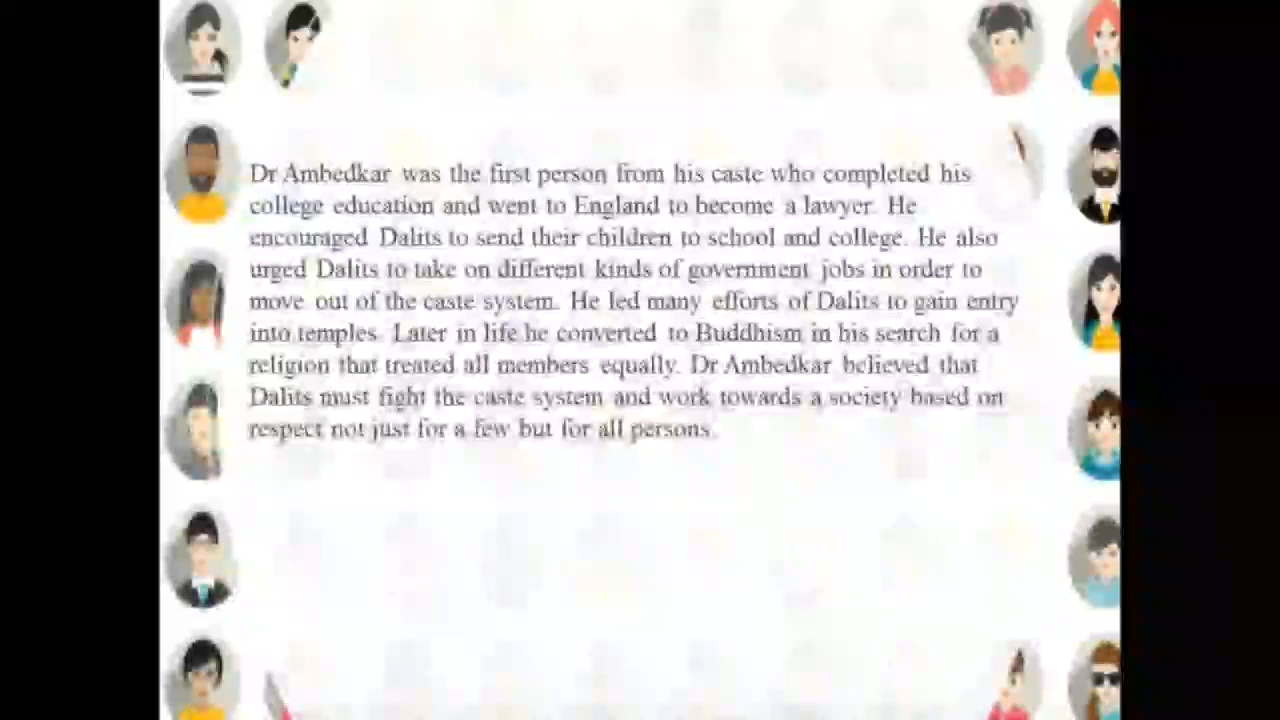 Dr Ambedkar was the first person from his caste who completed his
college education and went to England to become a lawyer. He
encouraged Dalits to send their children to school and college. He also
urged Dalits to take on different kinds of government jobs in order to
move out of the caste system. He led many efforts of Dalits to gain entry
into temples. Later in life he converted to Buddhism in his search for a
religion that treated all members equally. Dr Ambedkar believed that
Dalits must fight the caste system and work towards a society based on
respect not just for a few but for all persons.